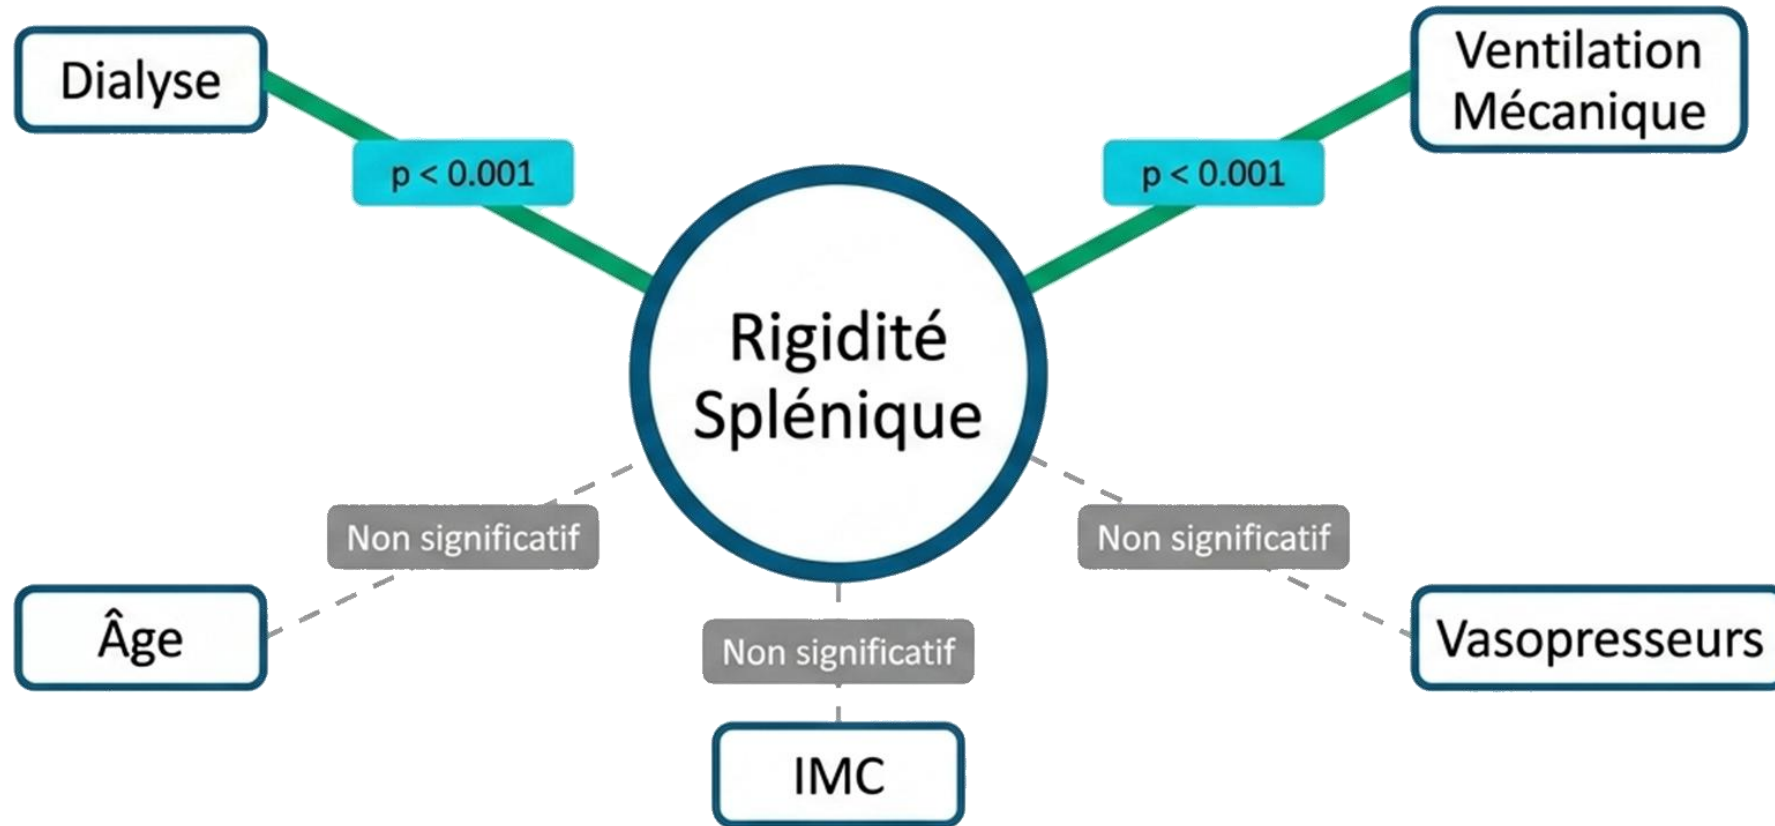 Dialyse
Ventilation
Mécanique
p < 0.001
p < 0.001
Rigidité
Splénique
Non significatif
Non significatif
Âge
Non significatif
Vasopresseurs
IMC